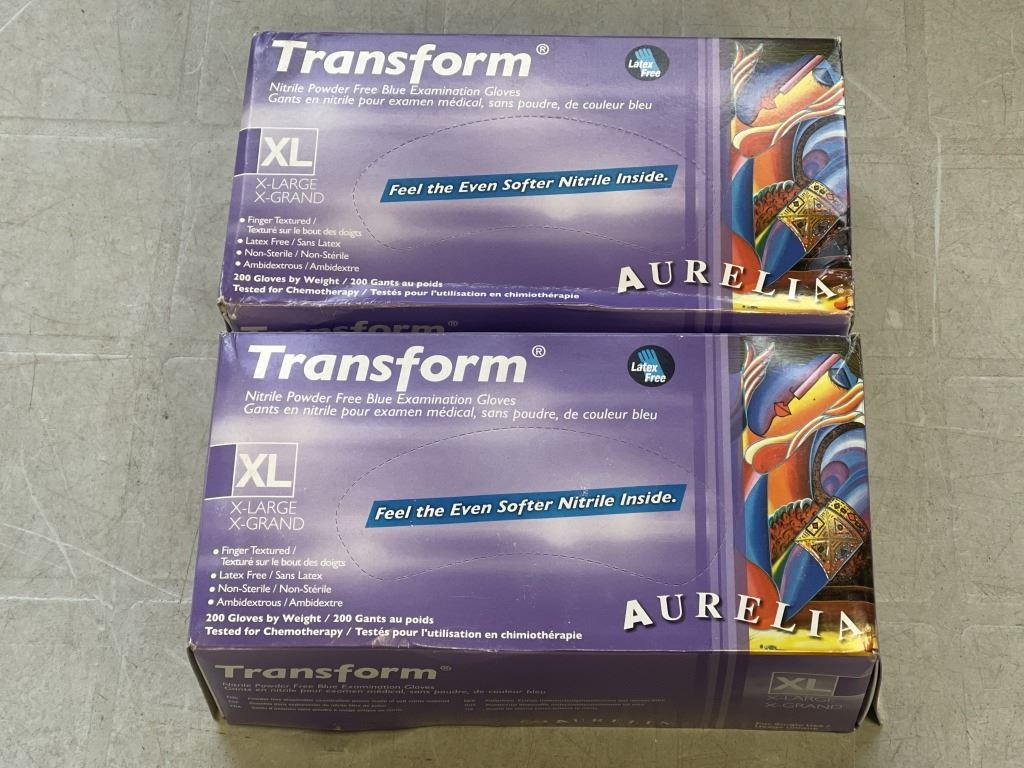 Transform®
Latex
Free
Nitrile Powder Free Blue Examination Gloves
Gants en nitrile pour examen médical, sans poudre, de couleur bleu
XL
X-LARGE
X-GRAND
Feel the Even Softer Nitrile Inside.
• Finger Textured /
Texturé sur le bout des doigts
• Latex Free / Sans Latex
• Non-Sterile / Non-Stérile
• Ambidextrous / Ambidextre
200 Gloves by Weight / 200 Gants au poids
Tested for Chemotherapy / Testés pour l'utilisation en chimiothérapie
AURELIA
Transform®
Transform®
Latex
Free
Nitrile Powder Free Blue Examination Gloves
Gants en nitrile pour examen médical, sans poudre, de couleur bleu
XL
X-LARGE
X-GRAND
Feel the Even Softer Nitrile Inside.
• Finger Textured /
Texturé sur le bout des doigts
• Latex Free / Sans Latex
• Non-Sterile / Non-Stérile
• Ambidextrous / Ambidextre
200 Gloves by Weight / 200 Gants au poids
Tested for Chemotherapy / Testés pour l'utilisation en chimiothérapie
AURELIA
Transform®
Nitrile Powder Free Blue Examination Gloves
Gants en nitrile pour examen médical, sans poudre, de couleur bleu
XL
X-LARGE
X-GRAND
AURELIA